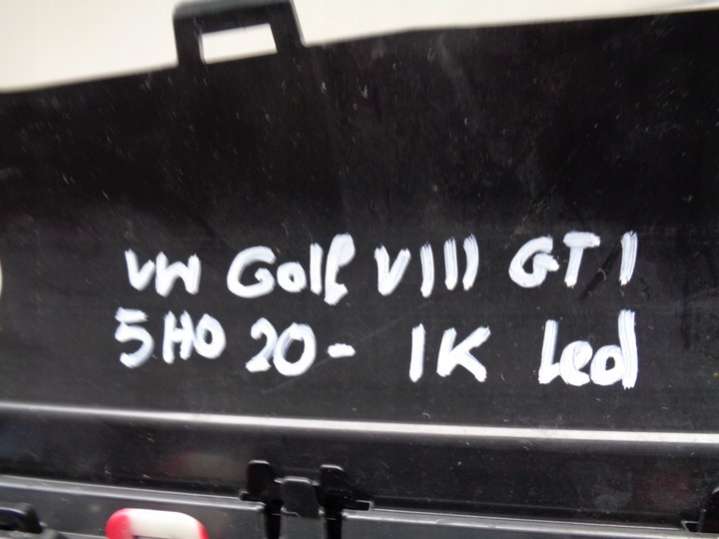 VW Golf VIII GTI
5H0 20- 1K Led